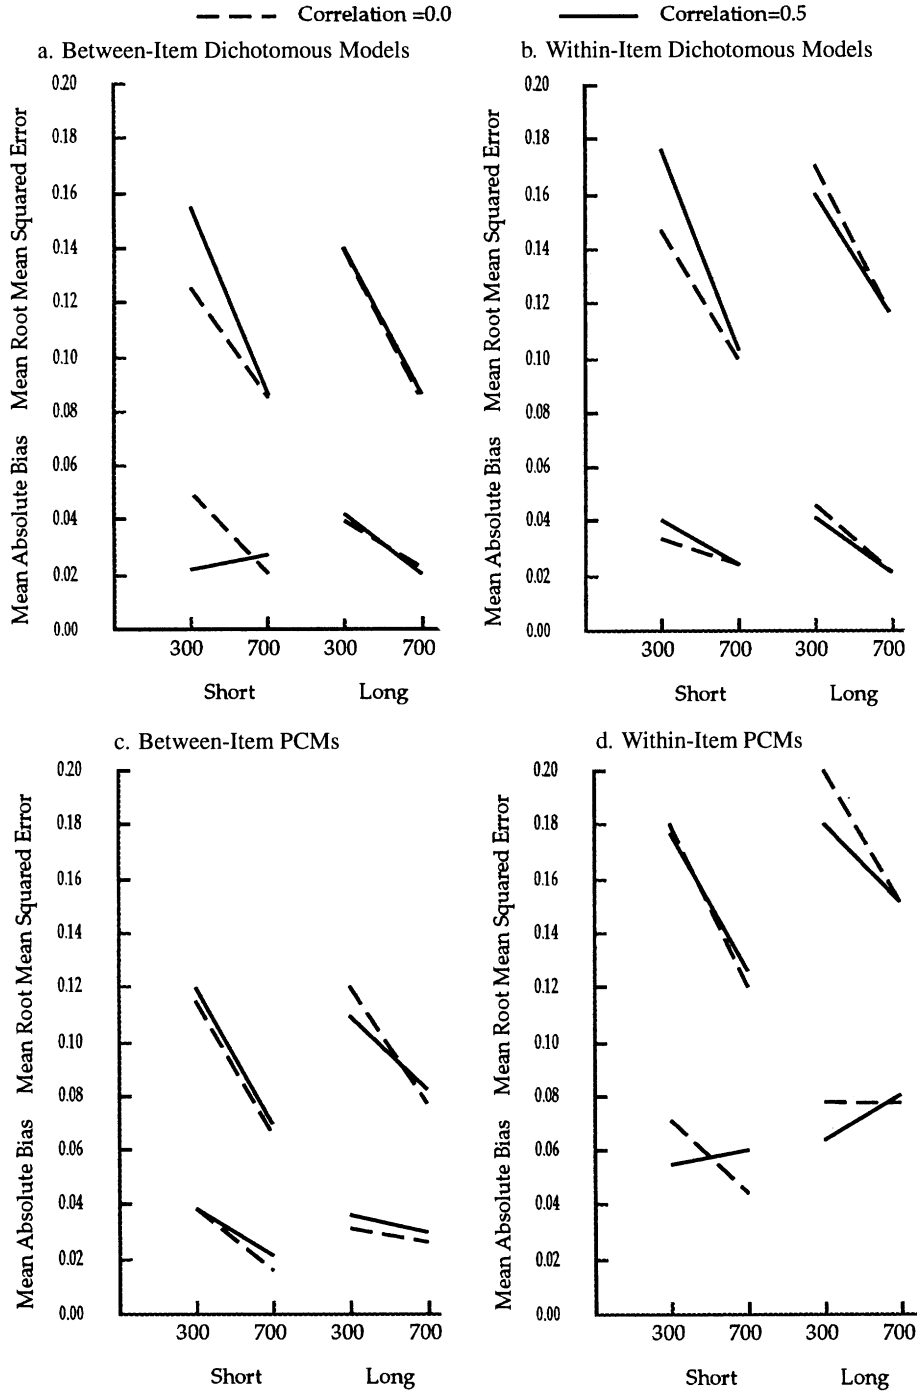 Correlation =0.0 Correlation=0.5
a. Between-Item Dichotomous Models
Mean Absolute Bias Mean Root Mean Squared Error
0.20
0.18
0.16
0.14
0.12
0.10
0.08
0.06
0.04
0.02
0.00
300 700 300 700
Short Long
b. Within-Item Dichotomous Models
Mean Absolute Bias Mean Root Mean Squared Error
0.20
0.18
0.16
0.14
0.12
0.10
0.08
0.06
0.04
0.02
0.00
300 700 300 700
Short Long
c. Between-Item PCMs
Mean Absolute Bias Mean Root Mean Squared Error
0.20
0.18
0.16
0.14
0.12
0.10
0.08
0.06
0.04
0.02
0.00
300 700 300 700
Short Long
d. Within-Item PCMs
Mean Absolute Bias Mean Root Mean Squared Error
0.20
0.18
0.16
0.14
0.12
0.10
0.08
0.06
0.04
0.02
0.00
300 700 300 700
Short Long